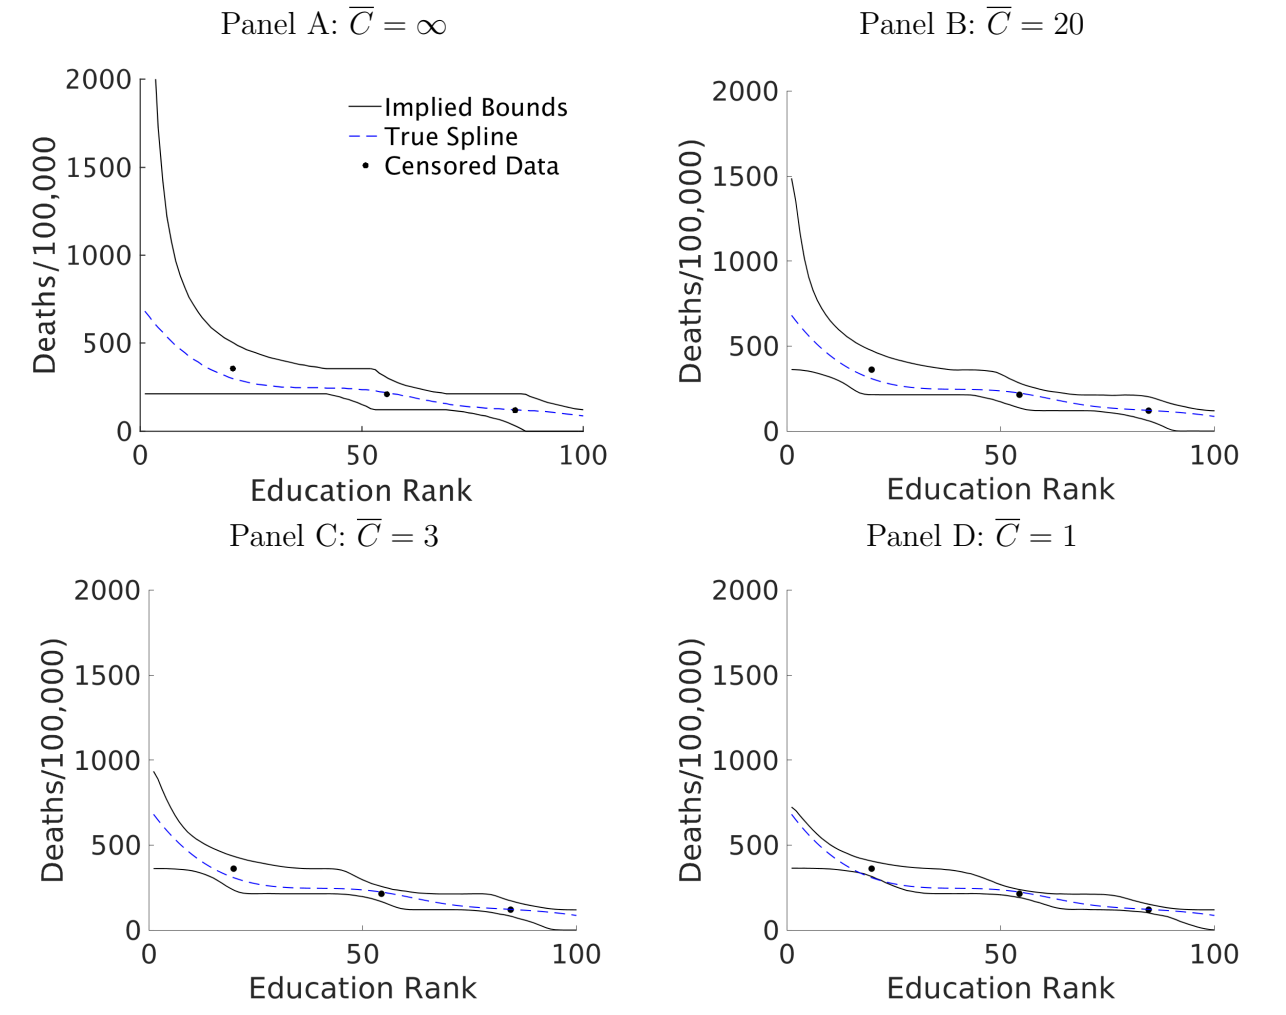 Panel A: C̅ = ∞
Deaths/100,000
2000
1500
1000
500
0
Implied Bounds
True Spline
Censored Data
0 50 100
Education Rank
Panel B: C̅ = 20
Deaths/100,000)
2000
1500
1000
500
0
0 50 100
Education Rank
Panel C: C̅ = 3
Deaths/100,000)
2000
1500
1000
500
0
0 50 100
Education Rank
Panel D: C̅ = 1
Deaths/100,000)
2000
1500
1000
500
0
0 50 100
Education Rank